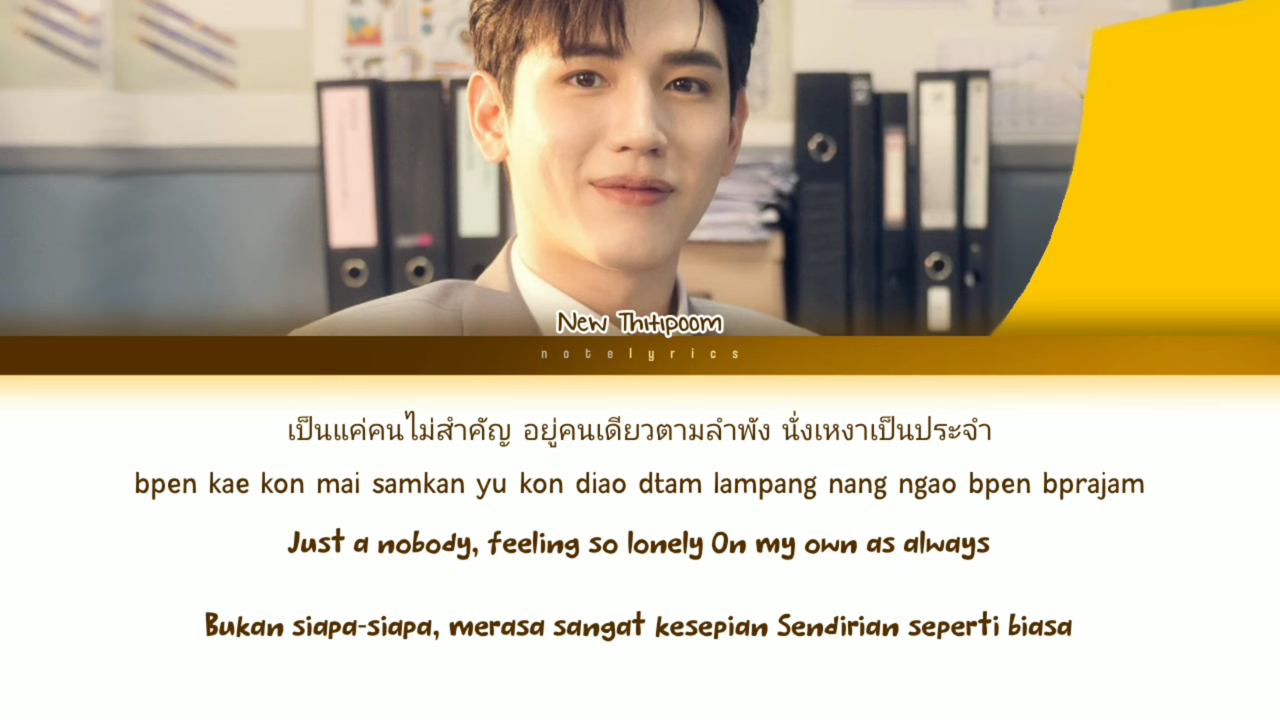 New Thitipoom
notelyrics
เป็นแค่คนไม่สำคัญ อยู่คนเดียวตามลำพัง นั่งเหงาเป็นประจำ
bpen kae kon mai samkan yu kon diao dtam lampang nang ngao bpen bprajam
Just a nobody, feeling so lonely On my own as always
Bukan siapa-siapa, merasa sangat kesepian Sendirian seperti biasa